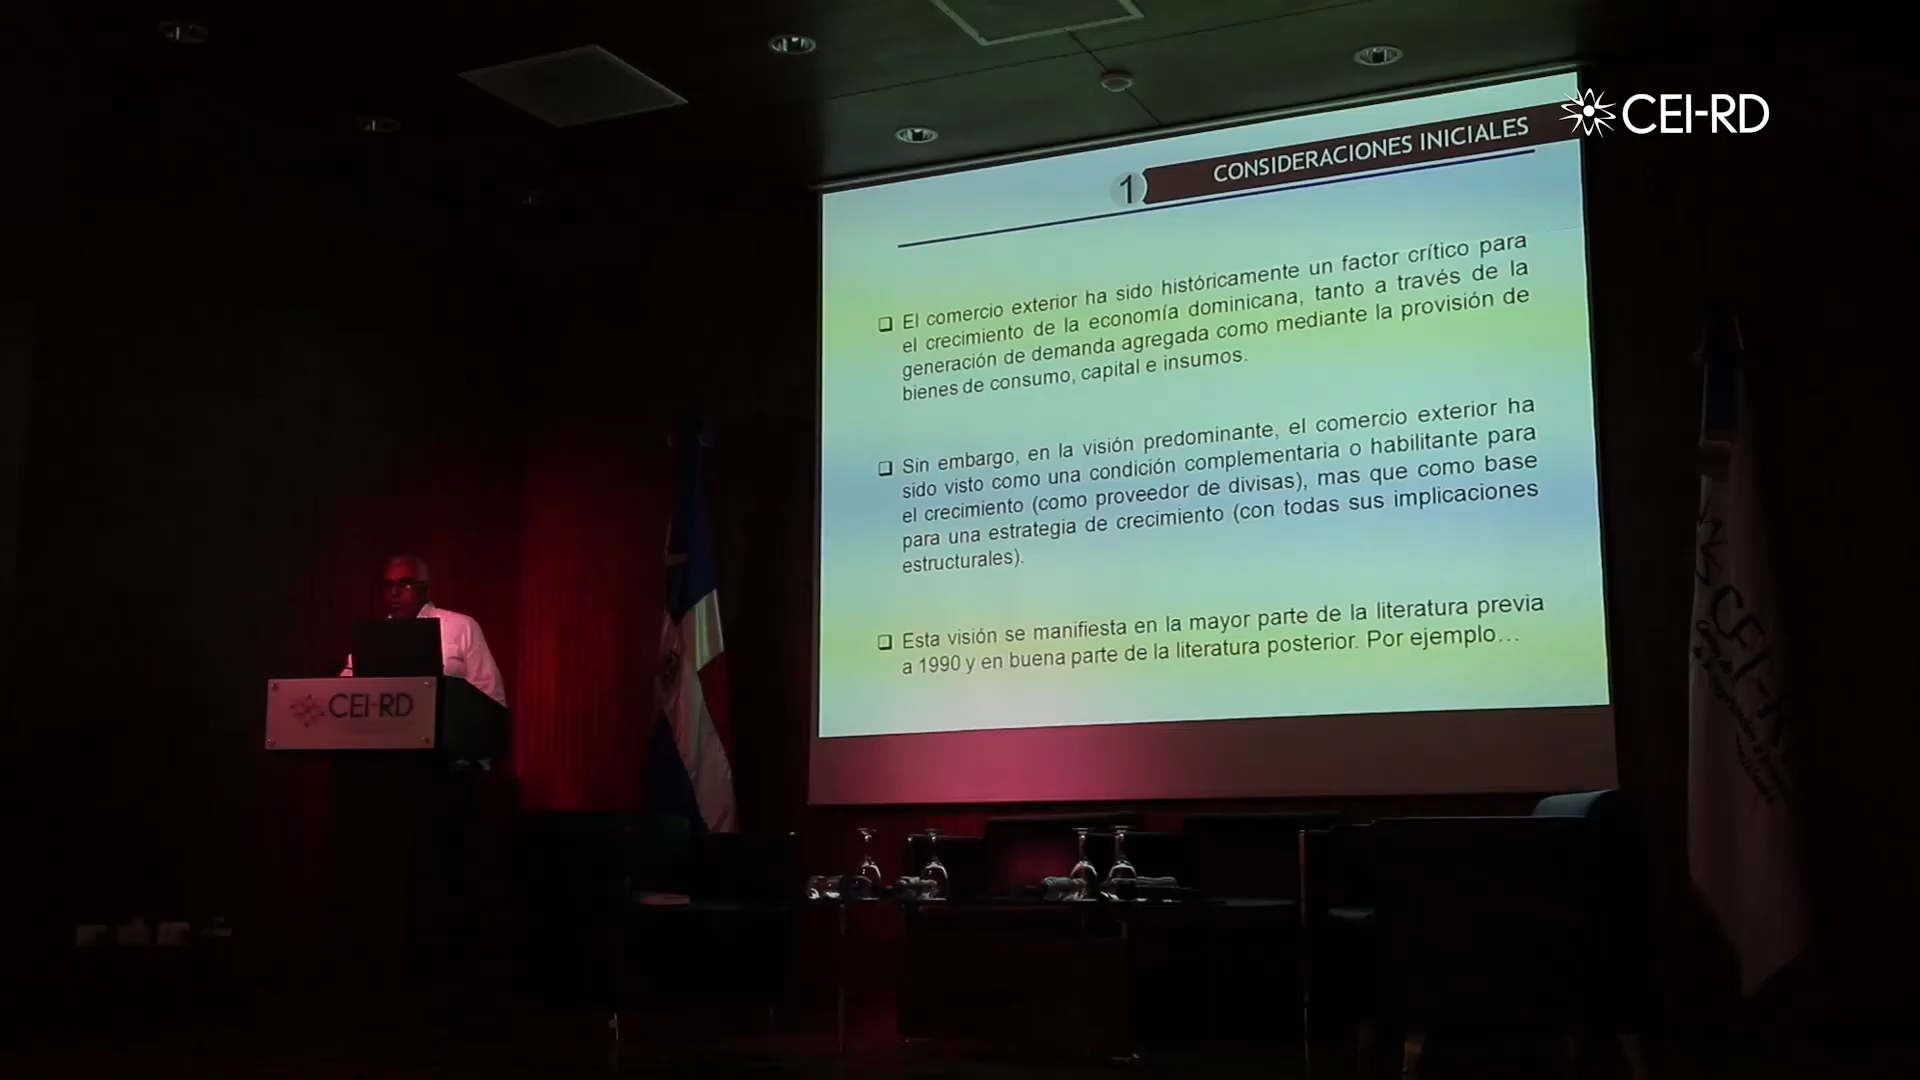 CEI-RD
1
CONSIDERACIONES INICIALES
❑ El comercio exterior ha sido históricamente un factor crítico para
el crecimiento de la economía dominicana, tanto a través de la
generación de demanda agregada como mediante la provisión de
bienes de consumo, capital e insumos.
❑ Sin embargo, en la visión predominante, el comercio exterior ha
sido visto como una condición complementaria o habilitante para
el crecimiento (como proveedor de divisas), mas que como base
para una estrategia de crecimiento (con todas sus implicaciones
estructurales).
❑ Esta visión se manifiesta en la mayor parte de la literatura previa
a 1990 y en buena parte de la literatura posterior. Por ejemplo…
CEI-RD
CEI-R